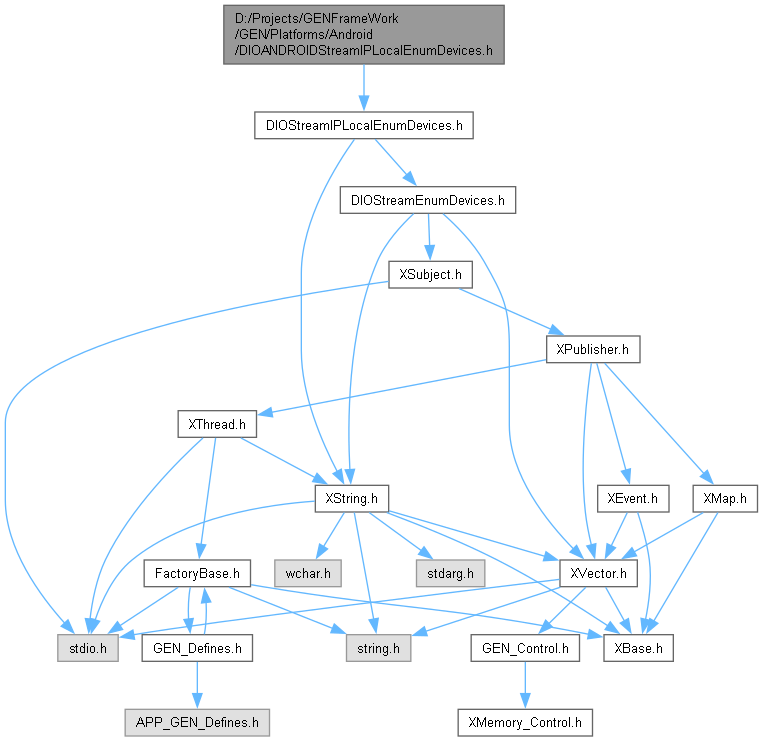 D:/Projects/GENFrameWork
/GEN/Platforms/Android
/DIOANDROIDStreamIPLocalEnumDevices.h
DIOStreamIPLocalEnumDevices.h
DIOStreamEnumDevices.h
XSubject.h
XPublisher.h
XThread.h
XString.h
XEvent.h
XMap.h
FactoryBase.h
wchar.h
stdarg.h
XVector.h
stdio.h
GEN_Defines.h
string.h
GEN_Control.h
XBase.h
APP_GEN_Defines.h
XMemory_Control.h